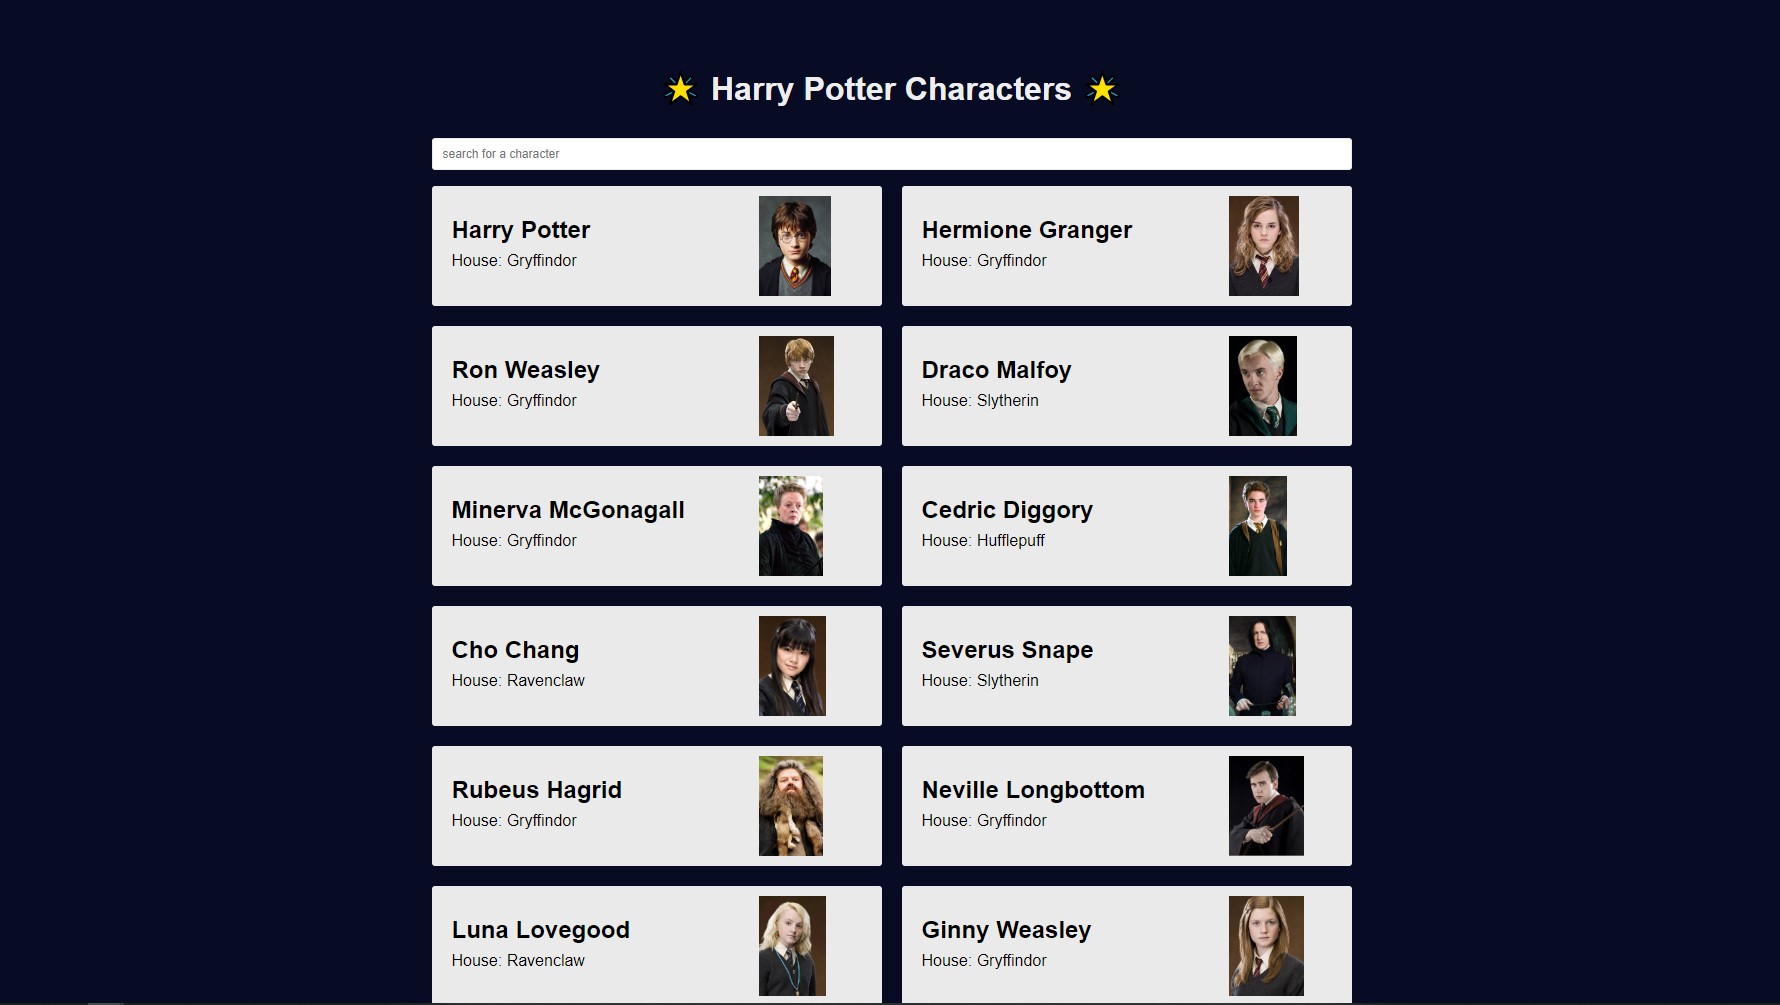 Harry Potter Characters
search for a character
Harry Potter
House: Gryffindor
Hermione Granger
House: Gryffindor
Ron Weasley
House: Gryffindor
Draco Malfoy
House: Slytherin
Minerva McGonagall
House: Gryffindor
Cedric Diggory
House: Hufflepuff
Cho Chang
House: Ravenclaw
Severus Snape
House: Slytherin
Rubeus Hagrid
House: Gryffindor
Neville Longbottom
House: Gryffindor
Luna Lovegood
House: Ravenclaw
Ginny Weasley
House: Gryffindor